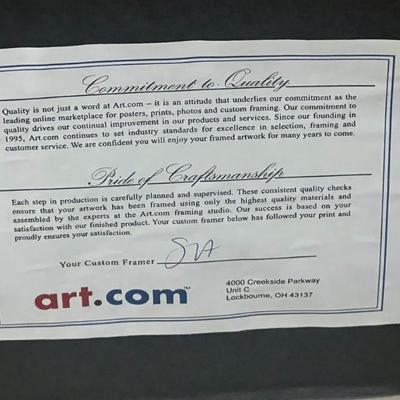 Commitment to Quality
Quality is not just a word at Art.com – it is an attitude that underlies our commitment as the
leading online marketplace for posters, prints, photos and custom framing. Our commitment to
quality drives our continual improvement in our products and services. Since our founding in
1995, Art.com continues to set industry standards for excellence in selection, framing and
customer service. We are confident you will enjoy your framed artwork for many years to come.
Pride of Craftsmanship
Each step in production is carefully planned and supervised. These consistent quality checks
ensure that your artwork has been framed using only the highest quality materials and
assembled by the experts at the Art.com framing studio. Our success is based on your
satisfaction with our finished product. Your custom framer below has followed your print and
proudly ensures your satisfaction.
Your Custom Framer
art.com™
4000 Creekside Parkway
Unit C
Lockbourne, OH 43137